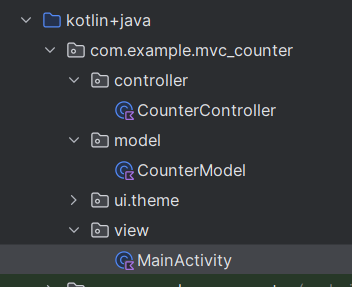 kotlin+java
com.example.mvc_counter
controller
CounterController
model
CounterModel
ui.theme
view
MainActivity